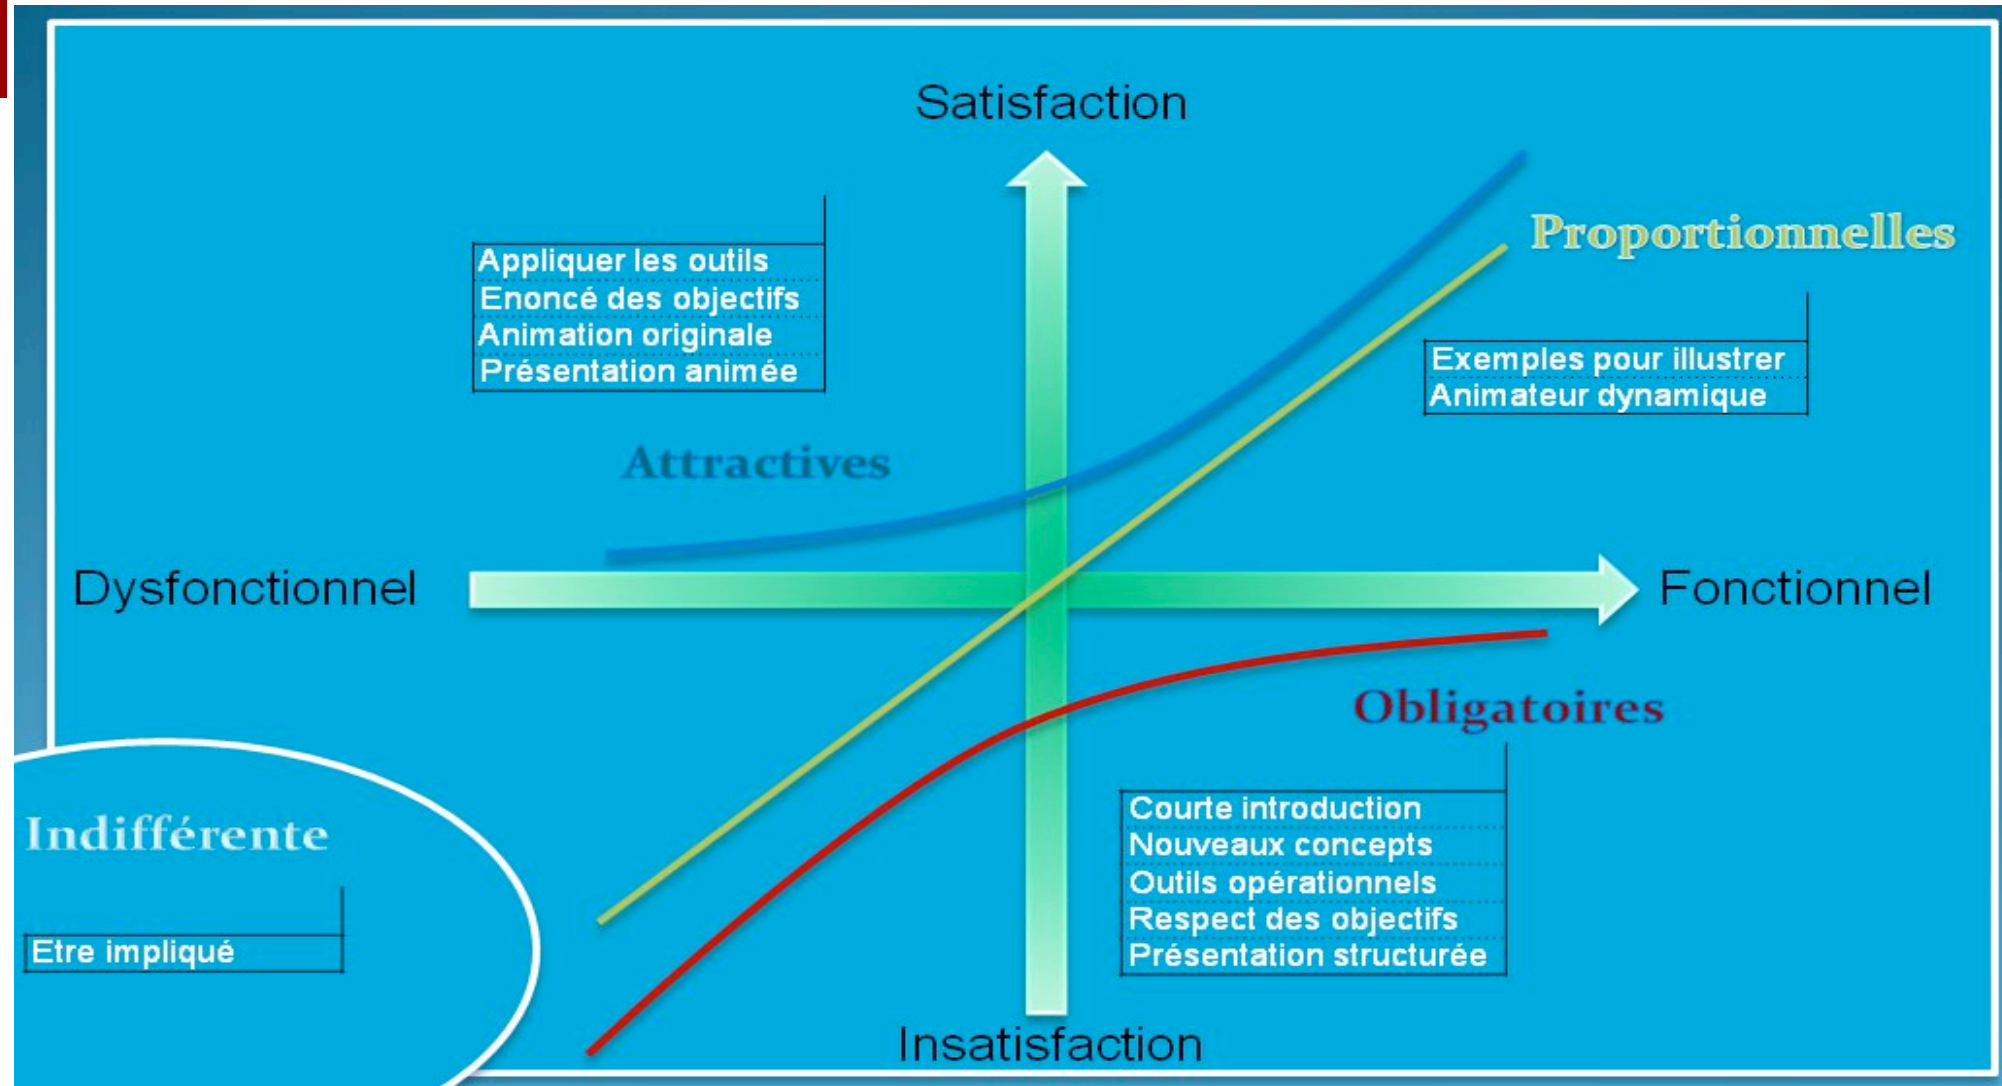 Satisfaction
Appliquer les outils
Enoncé des objectifs
Animation originale
Présentation animée
Attractives
Proportionnelles
Exemples pour illustrer
Animateur dynamique
Dysfonctionnel
Fonctionnel
Obligatoires
Courte introduction
Nouveaux concepts
Outils opérationnels
Respect des objectifs
Présentation structurée
Indifférente
Etre impliqué
Insatisfaction